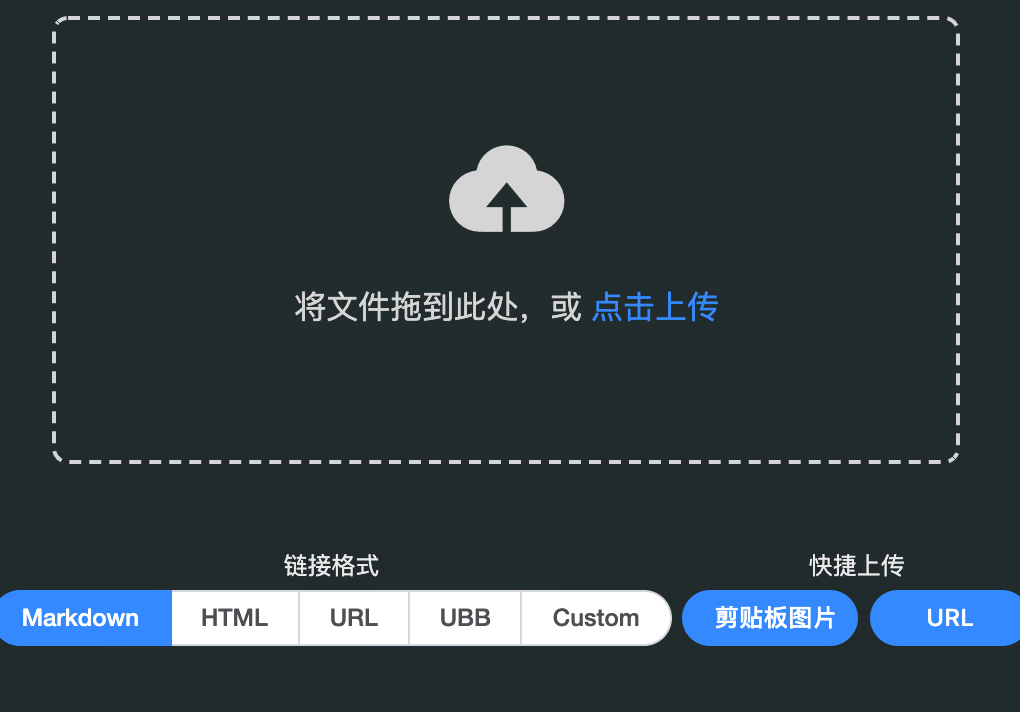 将文件拖到此处，或 点击上传
链接格式
快捷上传
Markdown
HTML
URL
UBB
Custom
剪贴板图片
URL